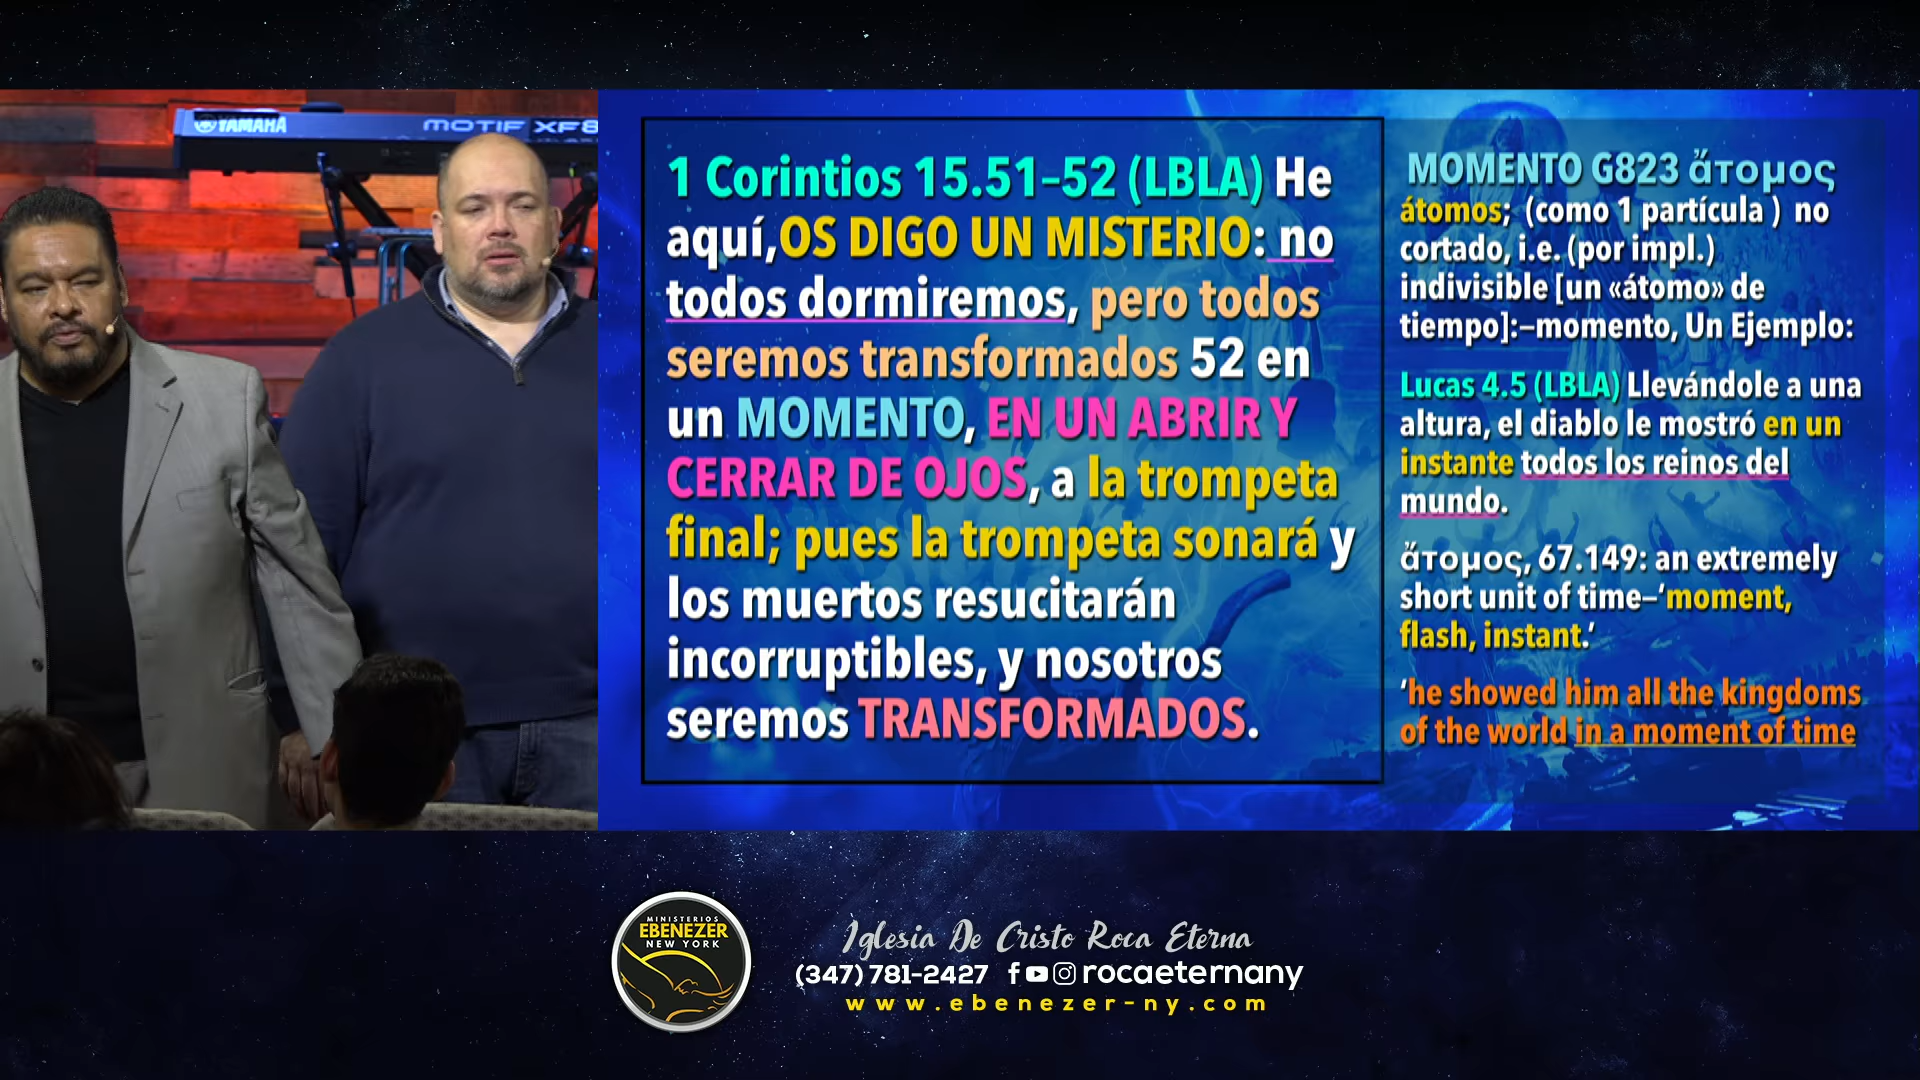 YAMAHA
MOTIF XF8
1 Corintios 15.51–52 (LBLA) He
aquí,OS DIGO UN MISTERIO: no
todos dormiremos, pero todos
seremos transformados 52 en
un MOMENTO, EN UN ABRIR Y
CERRAR DE OJOS, a la trompeta
final; pues la trompeta sonará y
los muertos resucitarán
incorruptibles, y nosotros
seremos TRANSFORMADOS.
MOMENTO G823 ἄτομος
átomos; (como 1 partícula ) no
cortado, i.e. (por impl.)
indivisible [un «átomo» de
tiempo]:–momento, Un Ejemplo:
Lucas 4.5 (LBLA) Llevándole a una
altura, el diablo le mostró en un
instante todos los reinos del
mundo.
ἄτομος, 67.149: an extremely
short unit of time–‘moment,
flash, instant.’
‘he showed him all the kingdoms
of the world in a moment of time
MINISTERIOS
EBENEZER
NEW YORK
Iglesia De Cristo Roca Eterna
(347) 781-2427 rocaeternany
www.ebenezer-ny.com